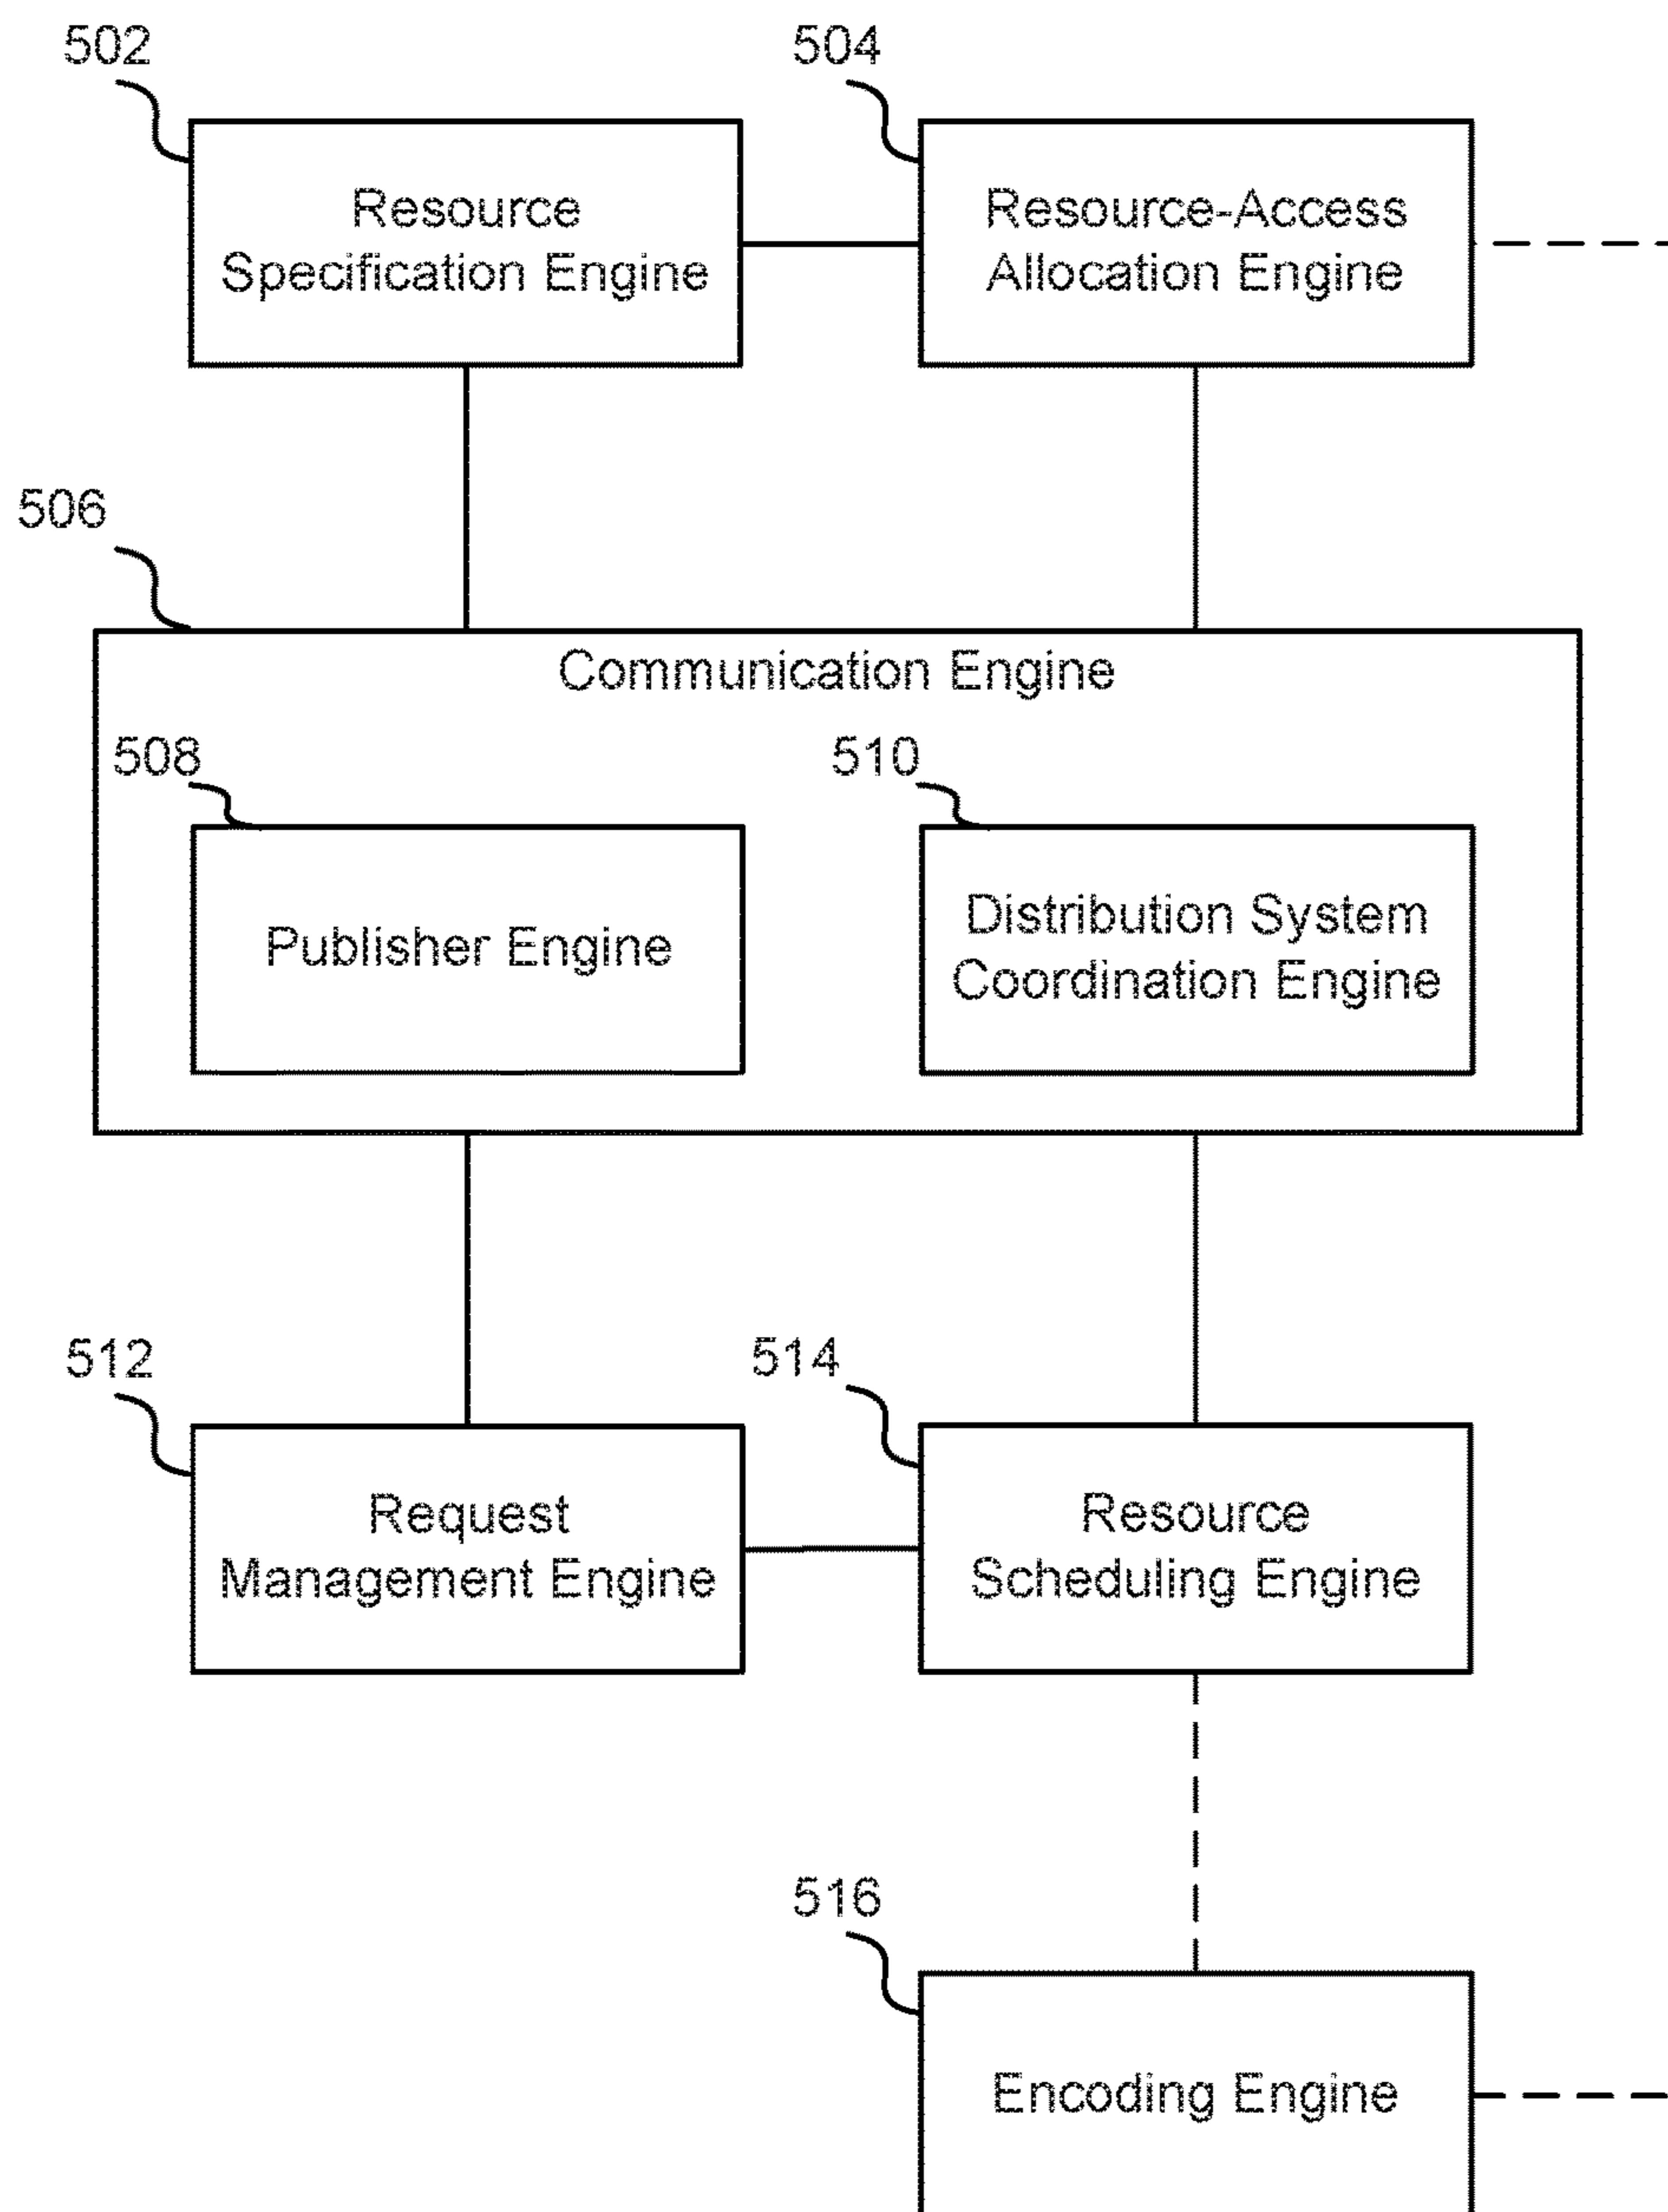 502
504
Resource
Specification Engine
Resource-Access
Allocation Engine
506
Communication Engine
508
510
Publisher Engine
Distribution System
Coordination Engine
512
514
Request
Management Engine
Resource
Scheduling Engine
516
Encoding Engine